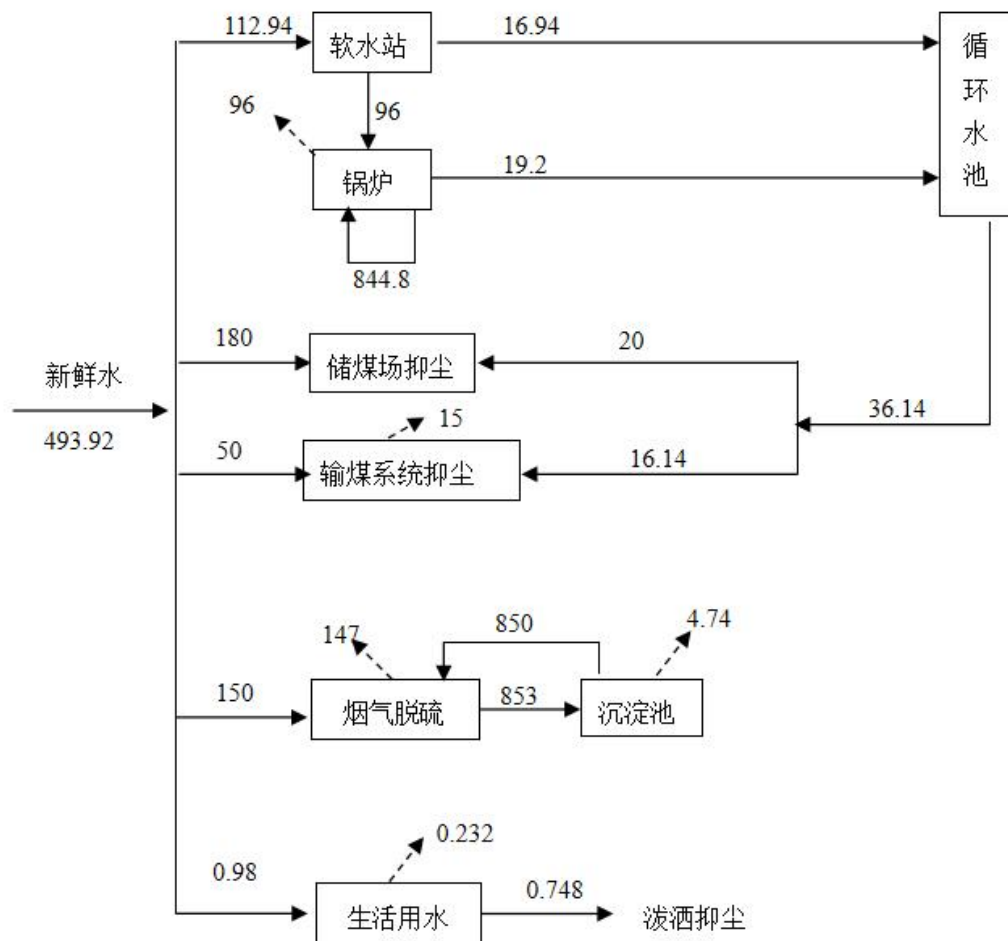 112.94
软水站
16.94
循环水池
96
96
锅炉
19.2
844.8
180
储煤场抑尘
20
新鲜水
493.92
36.14
15
50
输煤系统抑尘
16.14
147
850
4.74
150
烟气脱硫
853
沉淀池
0.232
0.98
生活用水
0.748
泼洒抑尘